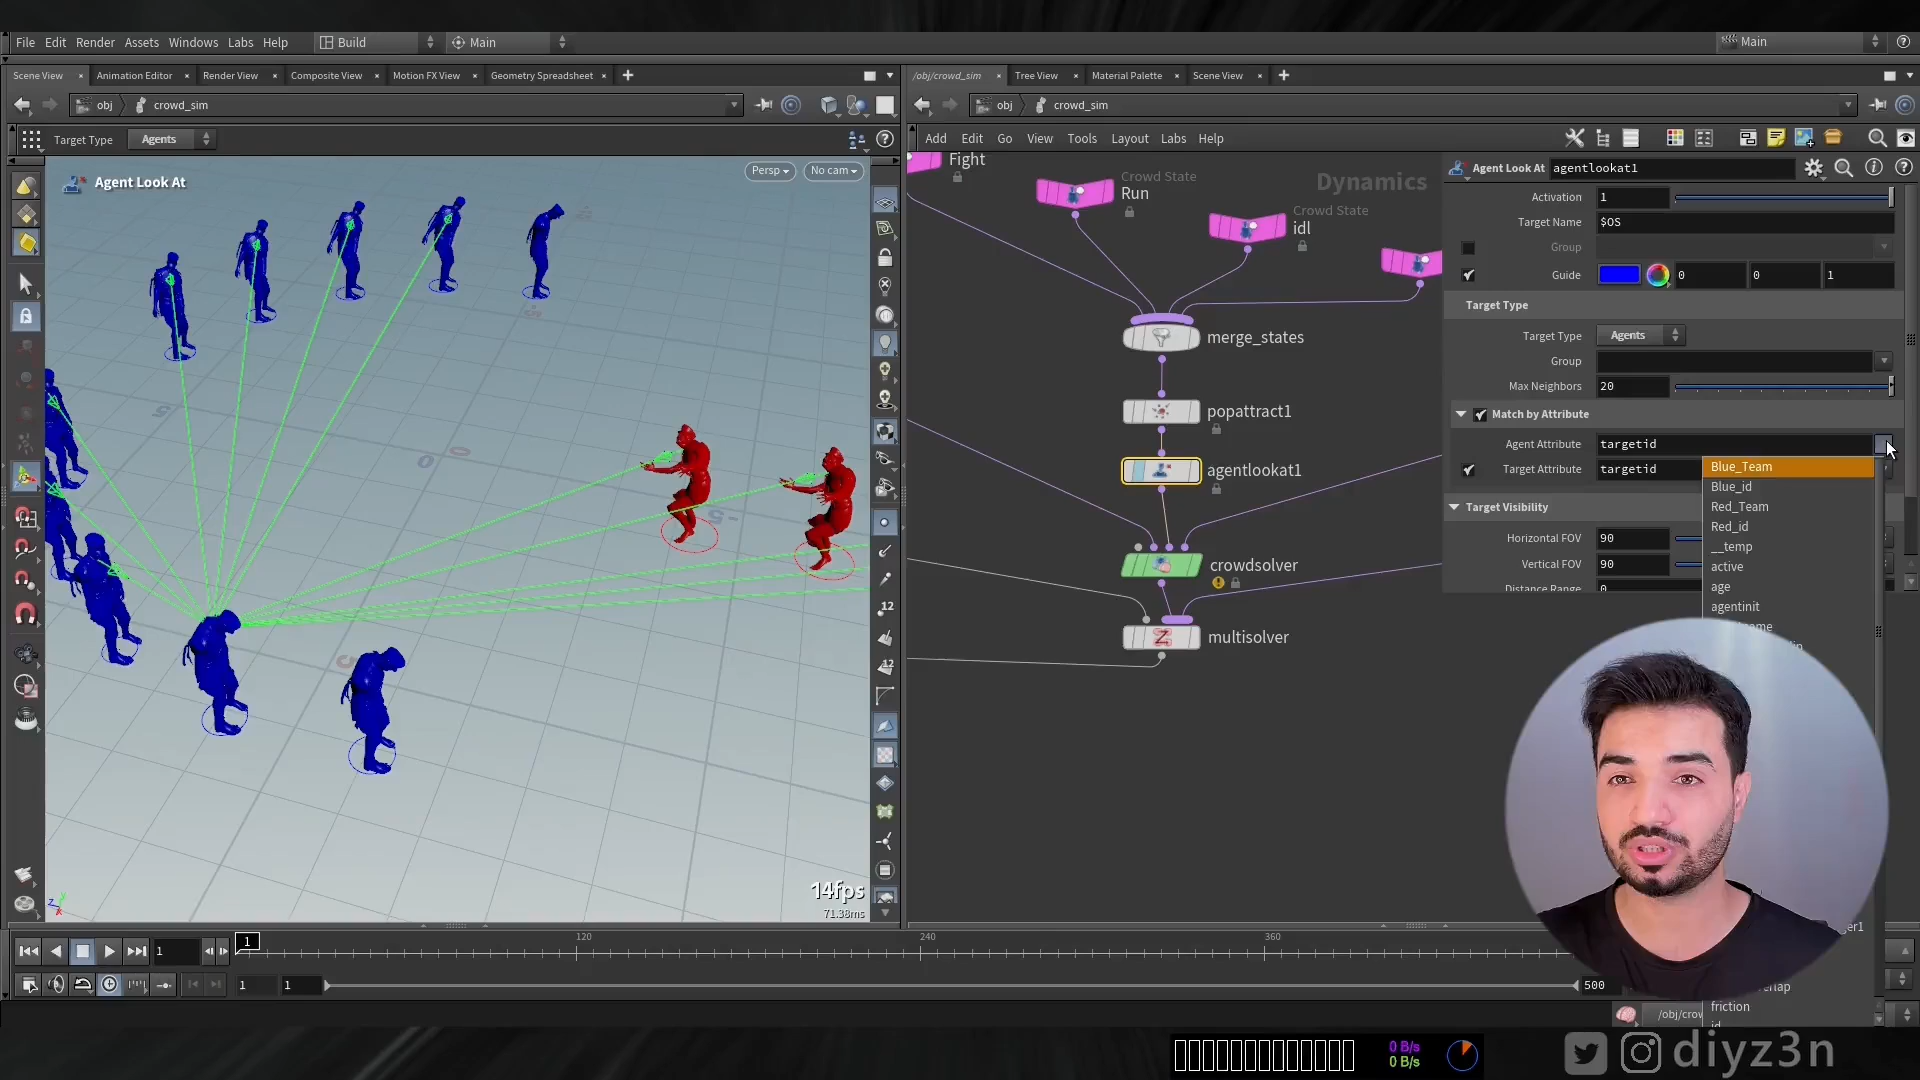 File Edit Render Assets Windows Labs Help Build Main Main
Scene View Animation Editor Render View Composite View Motion FX View Geometry Spreadsheet
/obj/crowd_sim Tree View Material Palette Scene View
obj crowd_sim
obj crowd_sim
Target Type Agents
Add Edit Go View Tools Layout Labs Help
Agent Look At
Persp No cam
Fight
Crowd State
Run
Crowd State
idl
Dynamics
merge_states
popattract1
agentlookat1
crowdsolver
multisolver
Agent Look At agentlookat1
Activation 1
Target Name $OS
Group
Guide 0 0 1
Target Type
Target Type Agents
Group
Max Neighbors 20
Match by Attribute
Agent Attribute targetid
Target Attribute targetid
Target Visibility
Horizontal FOV 90
Vertical FOV 90
Distance Range 0
Blue_Team
Blue_id
Red_Team
Red_id
__temp
active
age
agentinit
friction
id
14fps
71.38ms
12
12
1 1 120 240 360
1 1 500
0 B/s
0 B/s
diyz3n